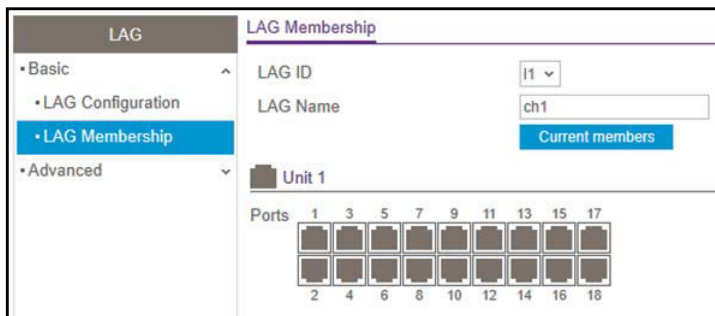 LAG
LAG Membership
Basic
LAG Configuration
LAG Membership
Advanced
LAG ID
l1
LAG Name
ch1
Current members
Unit 1
Ports 1 3 5 7 9 11 13 15 17
2 4 6 8 10 12 14 16 18